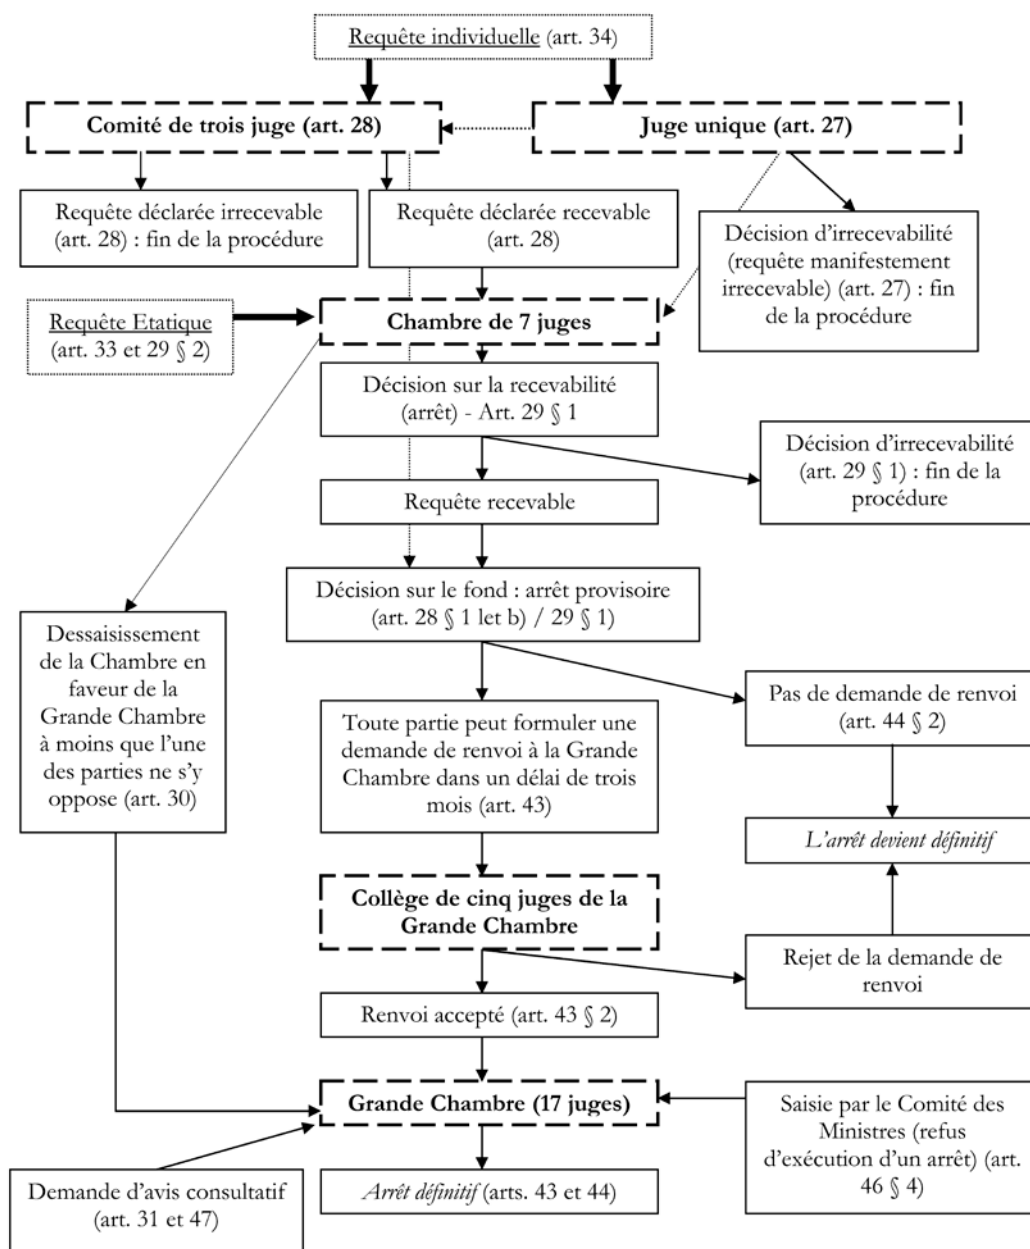 Requête individuelle (art. 34)
Comité de trois juge (art. 28)
Juge unique (art. 27)
Requête déclarée irrecevable
(art. 28) : fin de la procédure
Requête déclarée recevable
(art. 28)
Décision d’irrecevabilité
(requête manifestement
irrecevable) (art. 27) : fin
de la procédure
Requête Etatique
(art. 33 et 29 § 2)
Chambre de 7 juges
Décision sur la recevabilité
(arrêt) - Art. 29 § 1
Décision d’irrecevabilité
(art. 29 § 1) : fin de la
procédure
Requête recevable
Décision sur le fond : arrêt provisoire
(art. 28 § 1 let b) / 29 § 1)
Dessaisissement
de la Chambre en
faveur de la
Grande Chambre
à moins que l’une
des parties ne s’y
oppose (art. 30)
Pas de demande de renvoi
(art. 44 § 2)
Toute partie peut formuler une
demande de renvoi à la Grande
Chambre dans un délai de trois
mois (art. 43)
L’arrêt devient définitif
Collège de cinq juges de la
Grande Chambre
Rejet de la demande de
renvoi
Renvoi accepté (art. 43 § 2)
Grande Chambre (17 juges)
Saisie par le Comité des
Ministres (refus
d’exécution d’un arrêt) (art.
46 § 4)
Demande d’avis consultatif
(art. 31 et 47)
Arrêt définitif (arts. 43 et 44)